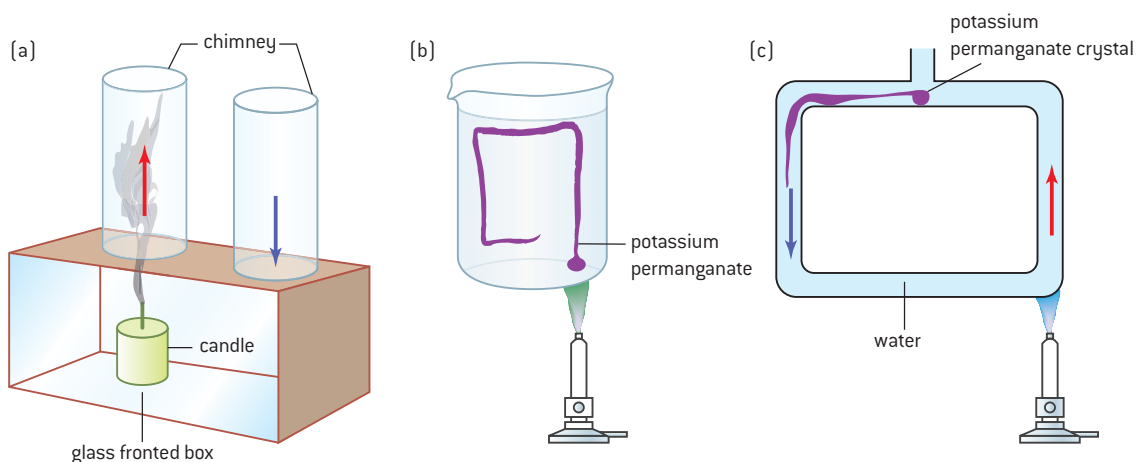 (a)
chimney
candle
glass fronted box
(b)
potassium
permanganate
(c)
potassium
permanganate crystal
water